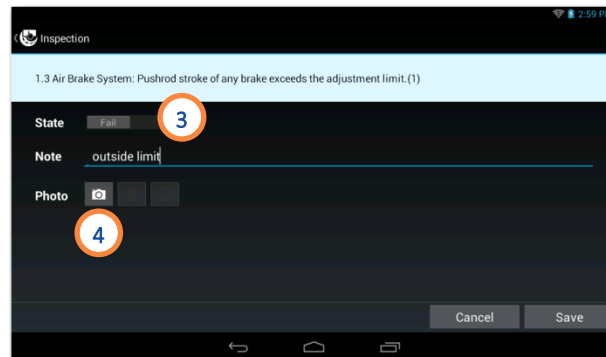 2:59 P
Inspection
1.3 Air Brake System: Pushrod stroke of any brake exceeds the adjustment limit.(1)
State Fail 3
Note outside limit
Photo
4
Cancel Save